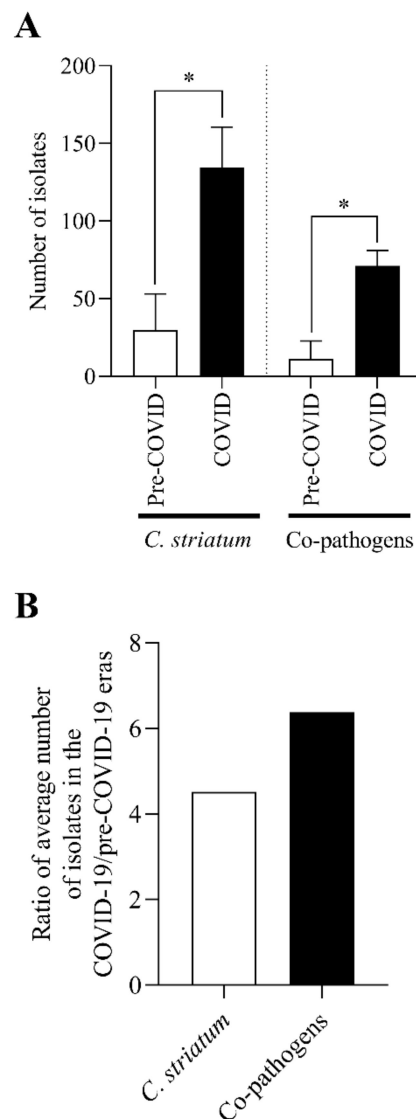 A
Number of isolates
200
150
100
50
0
*
*
Pre-COVID
COVID
Pre-COVID
COVID
C. striatum
Co-pathogens
B
Ratio of average number
of isolates in the
COVID-19/pre-COVID-19 eras
8
6
4
2
0
C. striatum
Co-pathogens